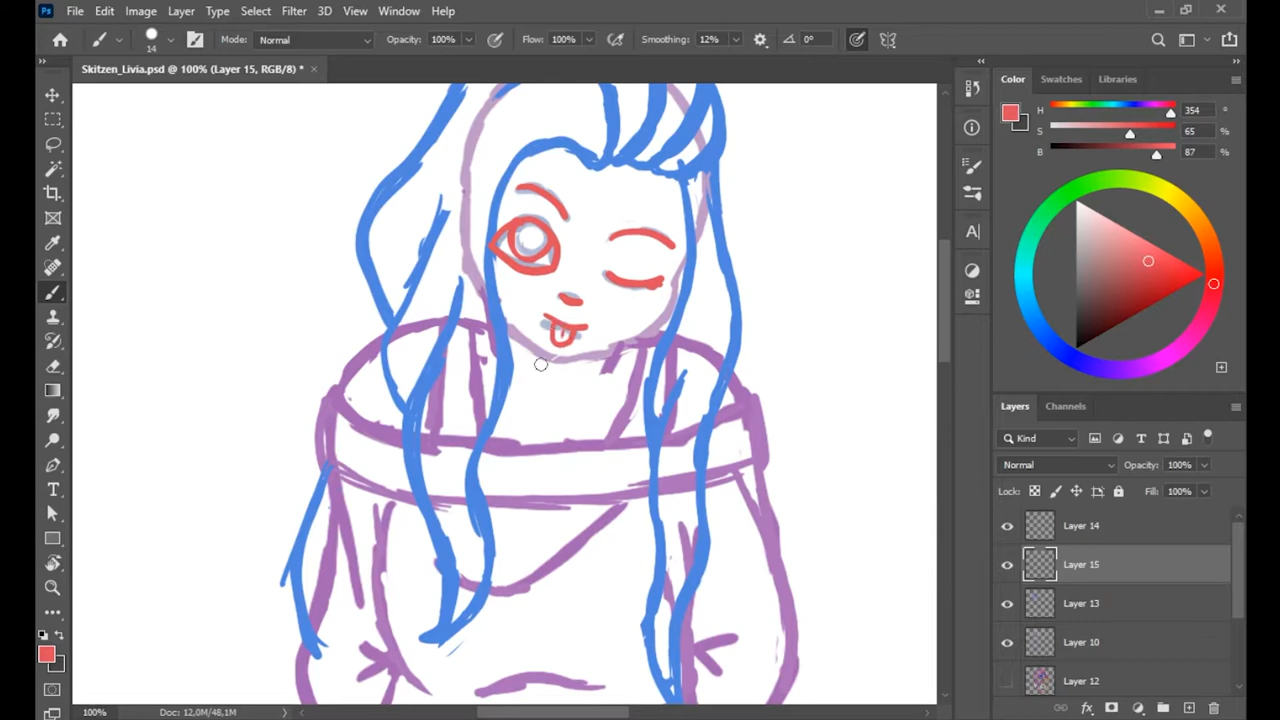 Ps File Edit Image Layer Type Select Filter 3D View Window Help
14 Mode: Normal Opacity: 100% Flow: 100% Smoothing: 12% 0°
Skitzen_Livia.psd @ 100% (Layer 15, RGB/8) * ×
Color Swatches Libraries
H 354 °
S 65 %
B 87 %
Layers Channels
Kind
Normal Opacity: 100%
Lock: Fill: 100%
Layer 14
Layer 15
Layer 13
Layer 10
Layer 12
100% Doc: 12,0M/48,1M